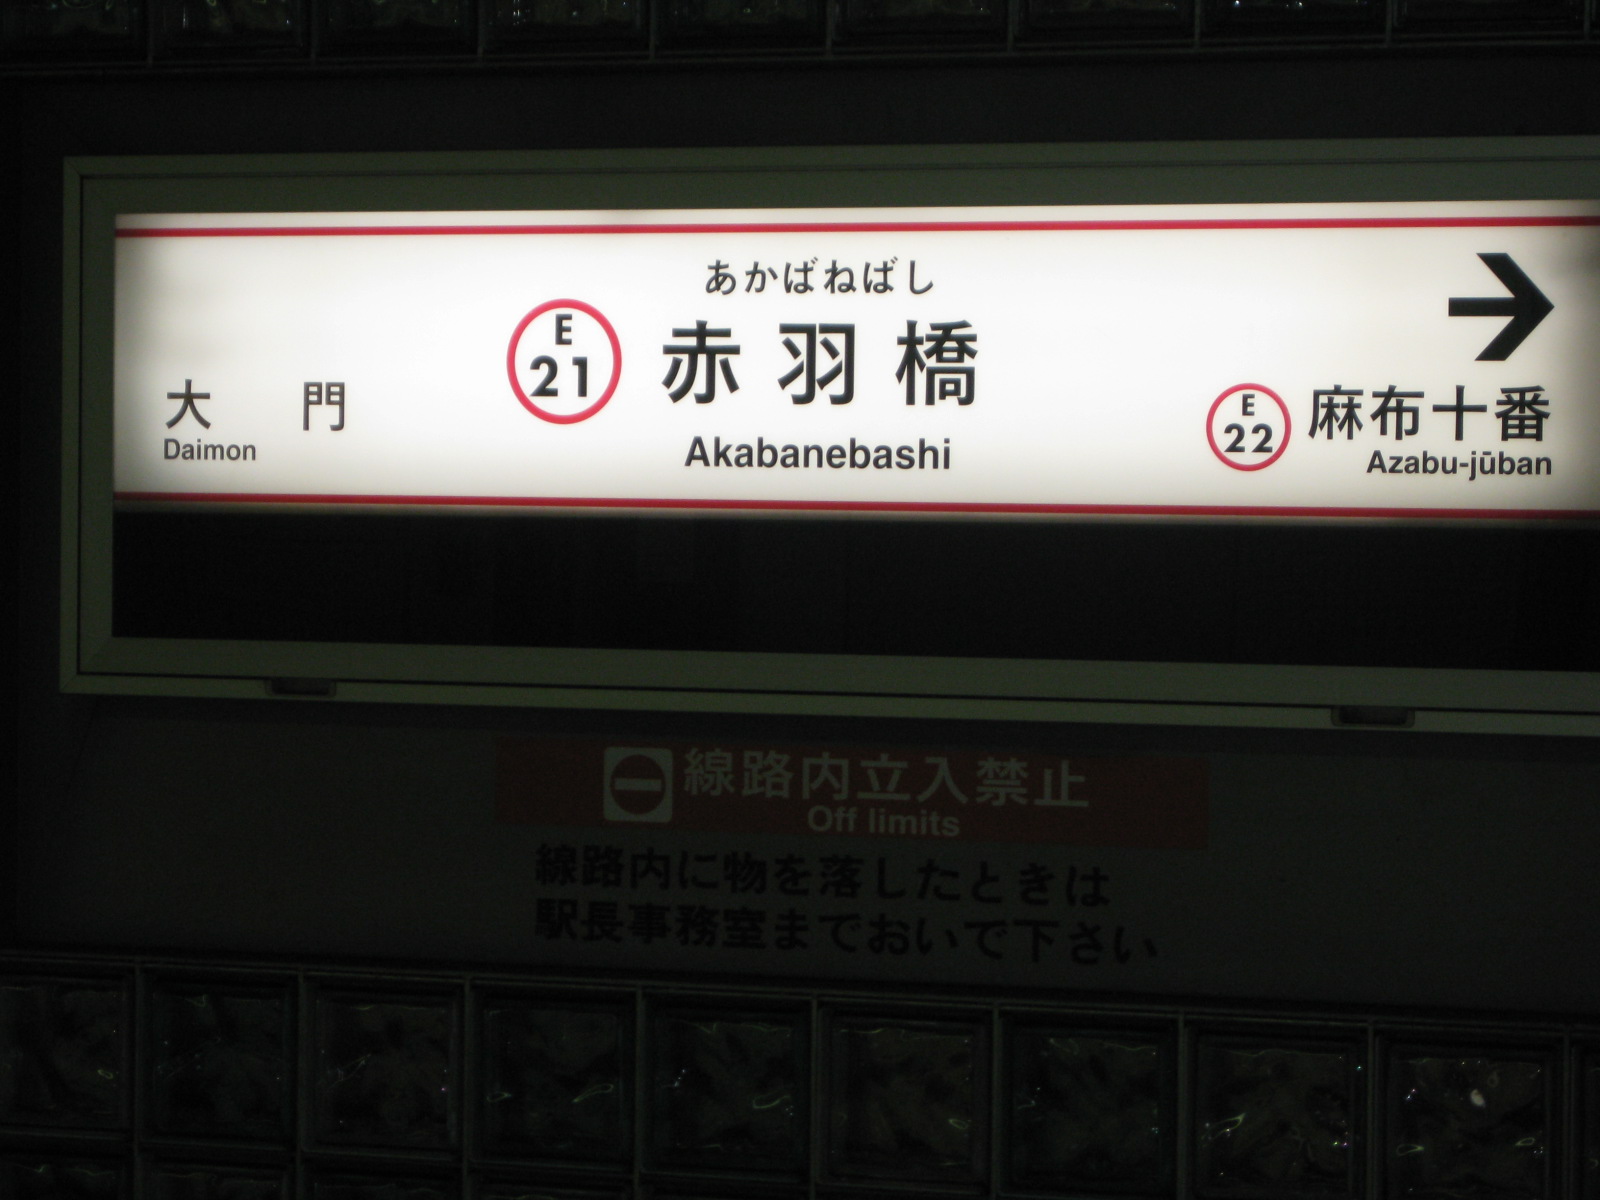 あかばねばし
E
21
赤羽橋
Akabanebashi
大門
Daimon
E
22
麻布十番
Azabu-jūban
線路内立入禁止
Off limits
線路内に物を落したときは
駅長事務室までおいで下さい